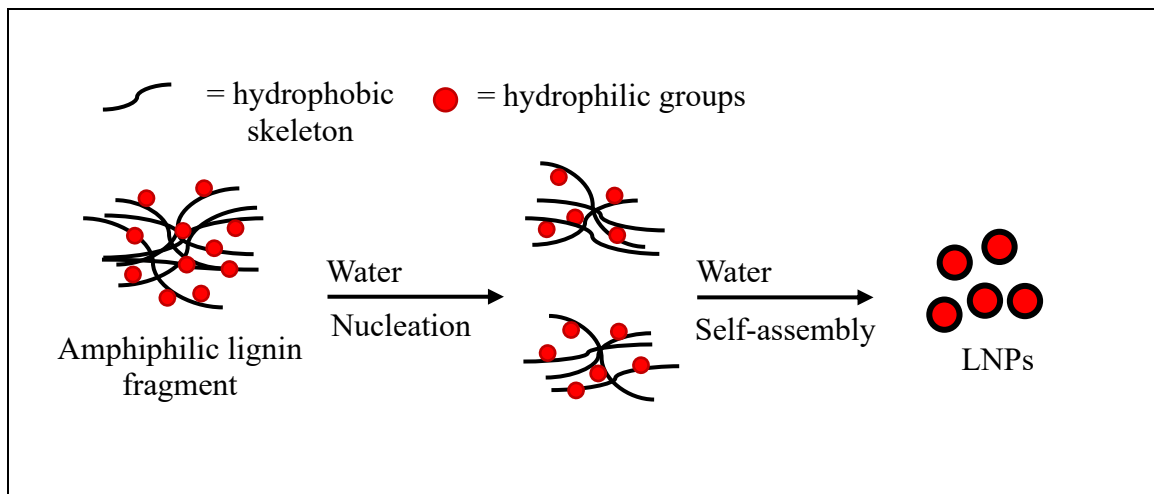 = hydrophobic
skeleton
= hydrophilic groups
Amphiphilic lignin
fragment
Water
Nucleation
Water
Self-assembly
LNPs